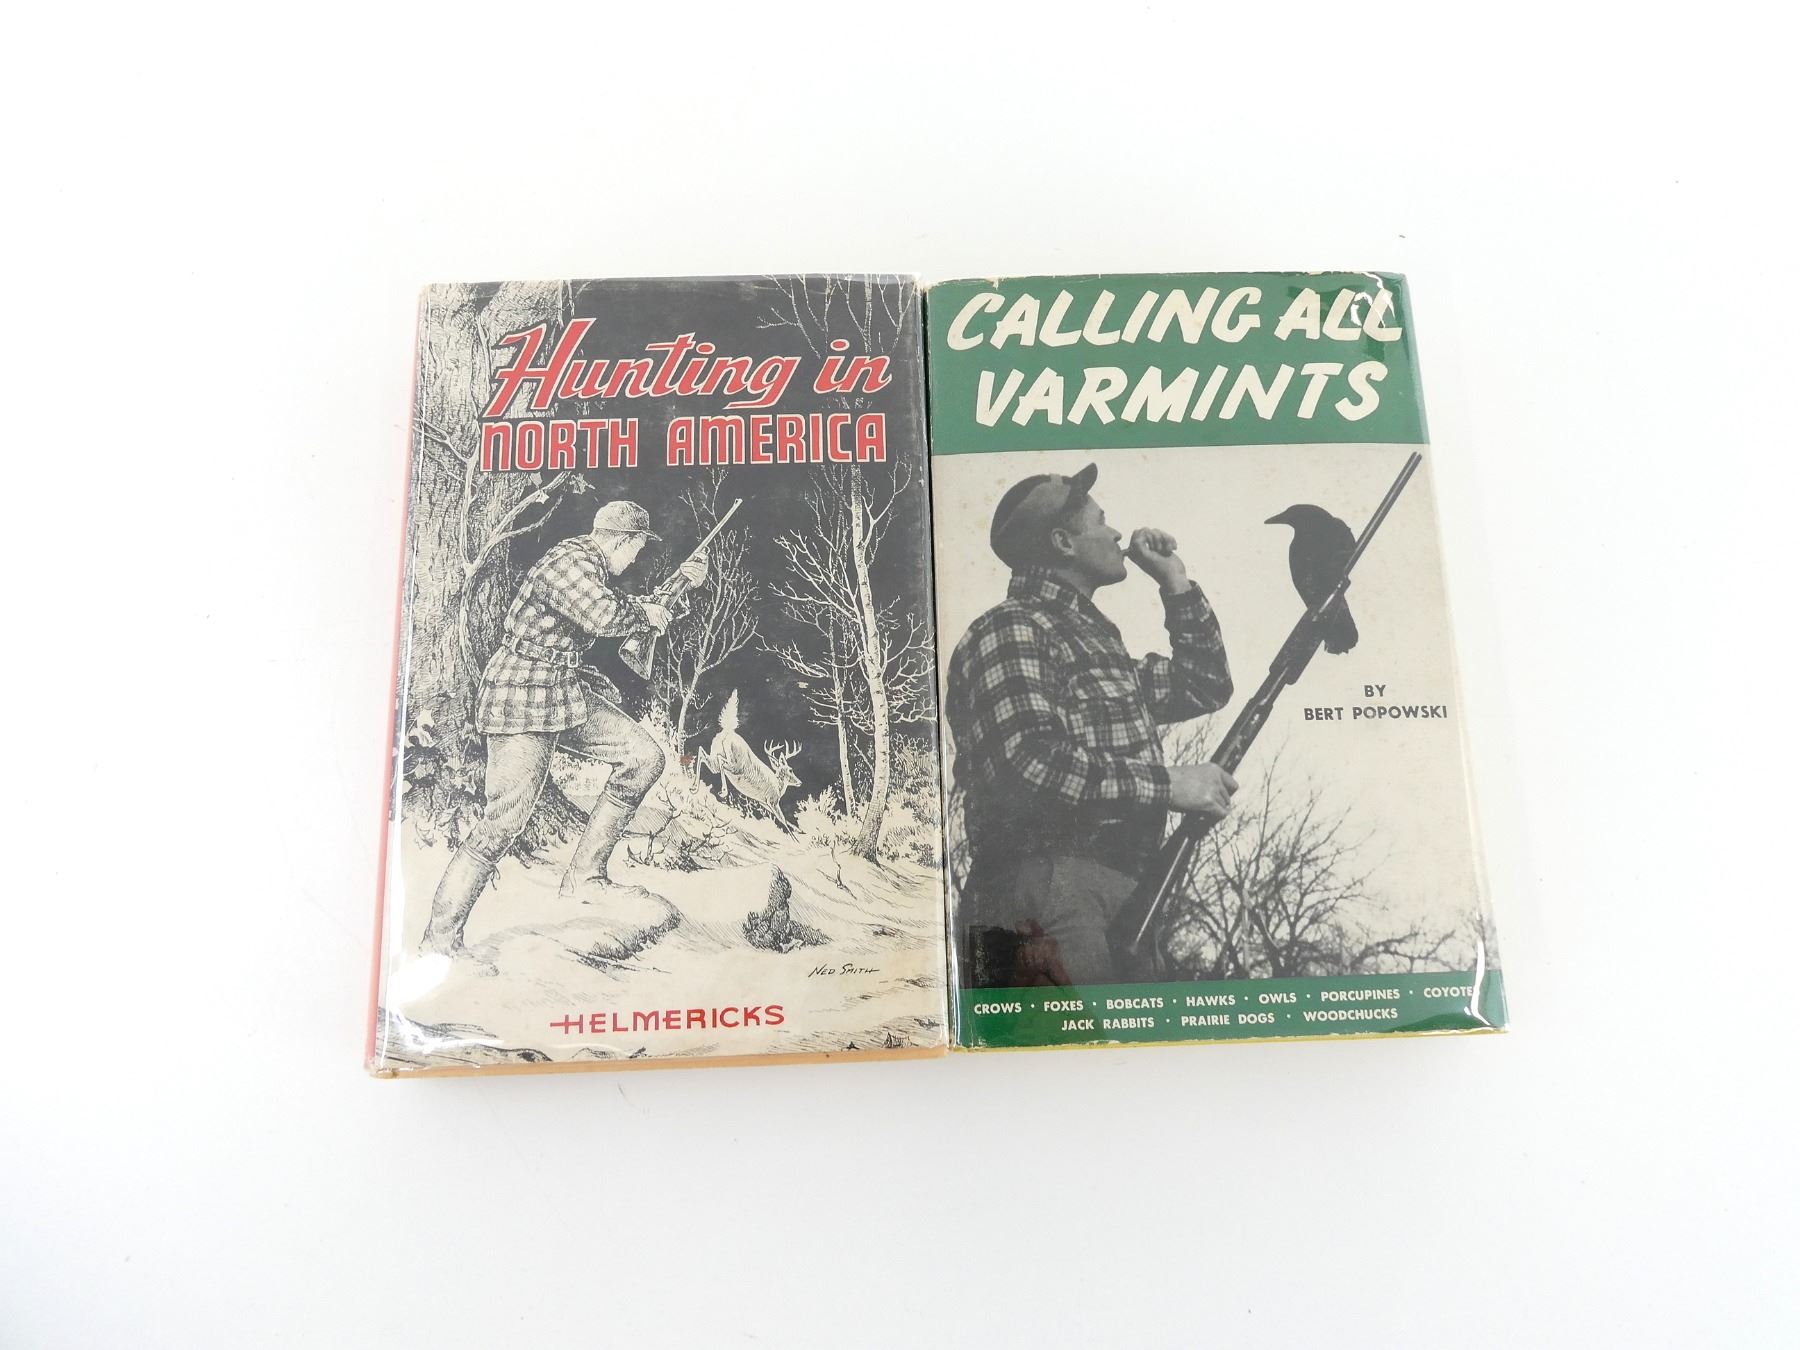 Hunting in
NORTH AMERICA
NED SMITH
HELMERICKS
CALLING ALL
VARMINTS
BY
BERT POPOWSKI
CROWS · FOXES · BOBCATS · HAWKS · OWLS · PORCUPINES · COYOTES
JACK RABBITS · PRAIRIE DOGS · WOODCHUCKS